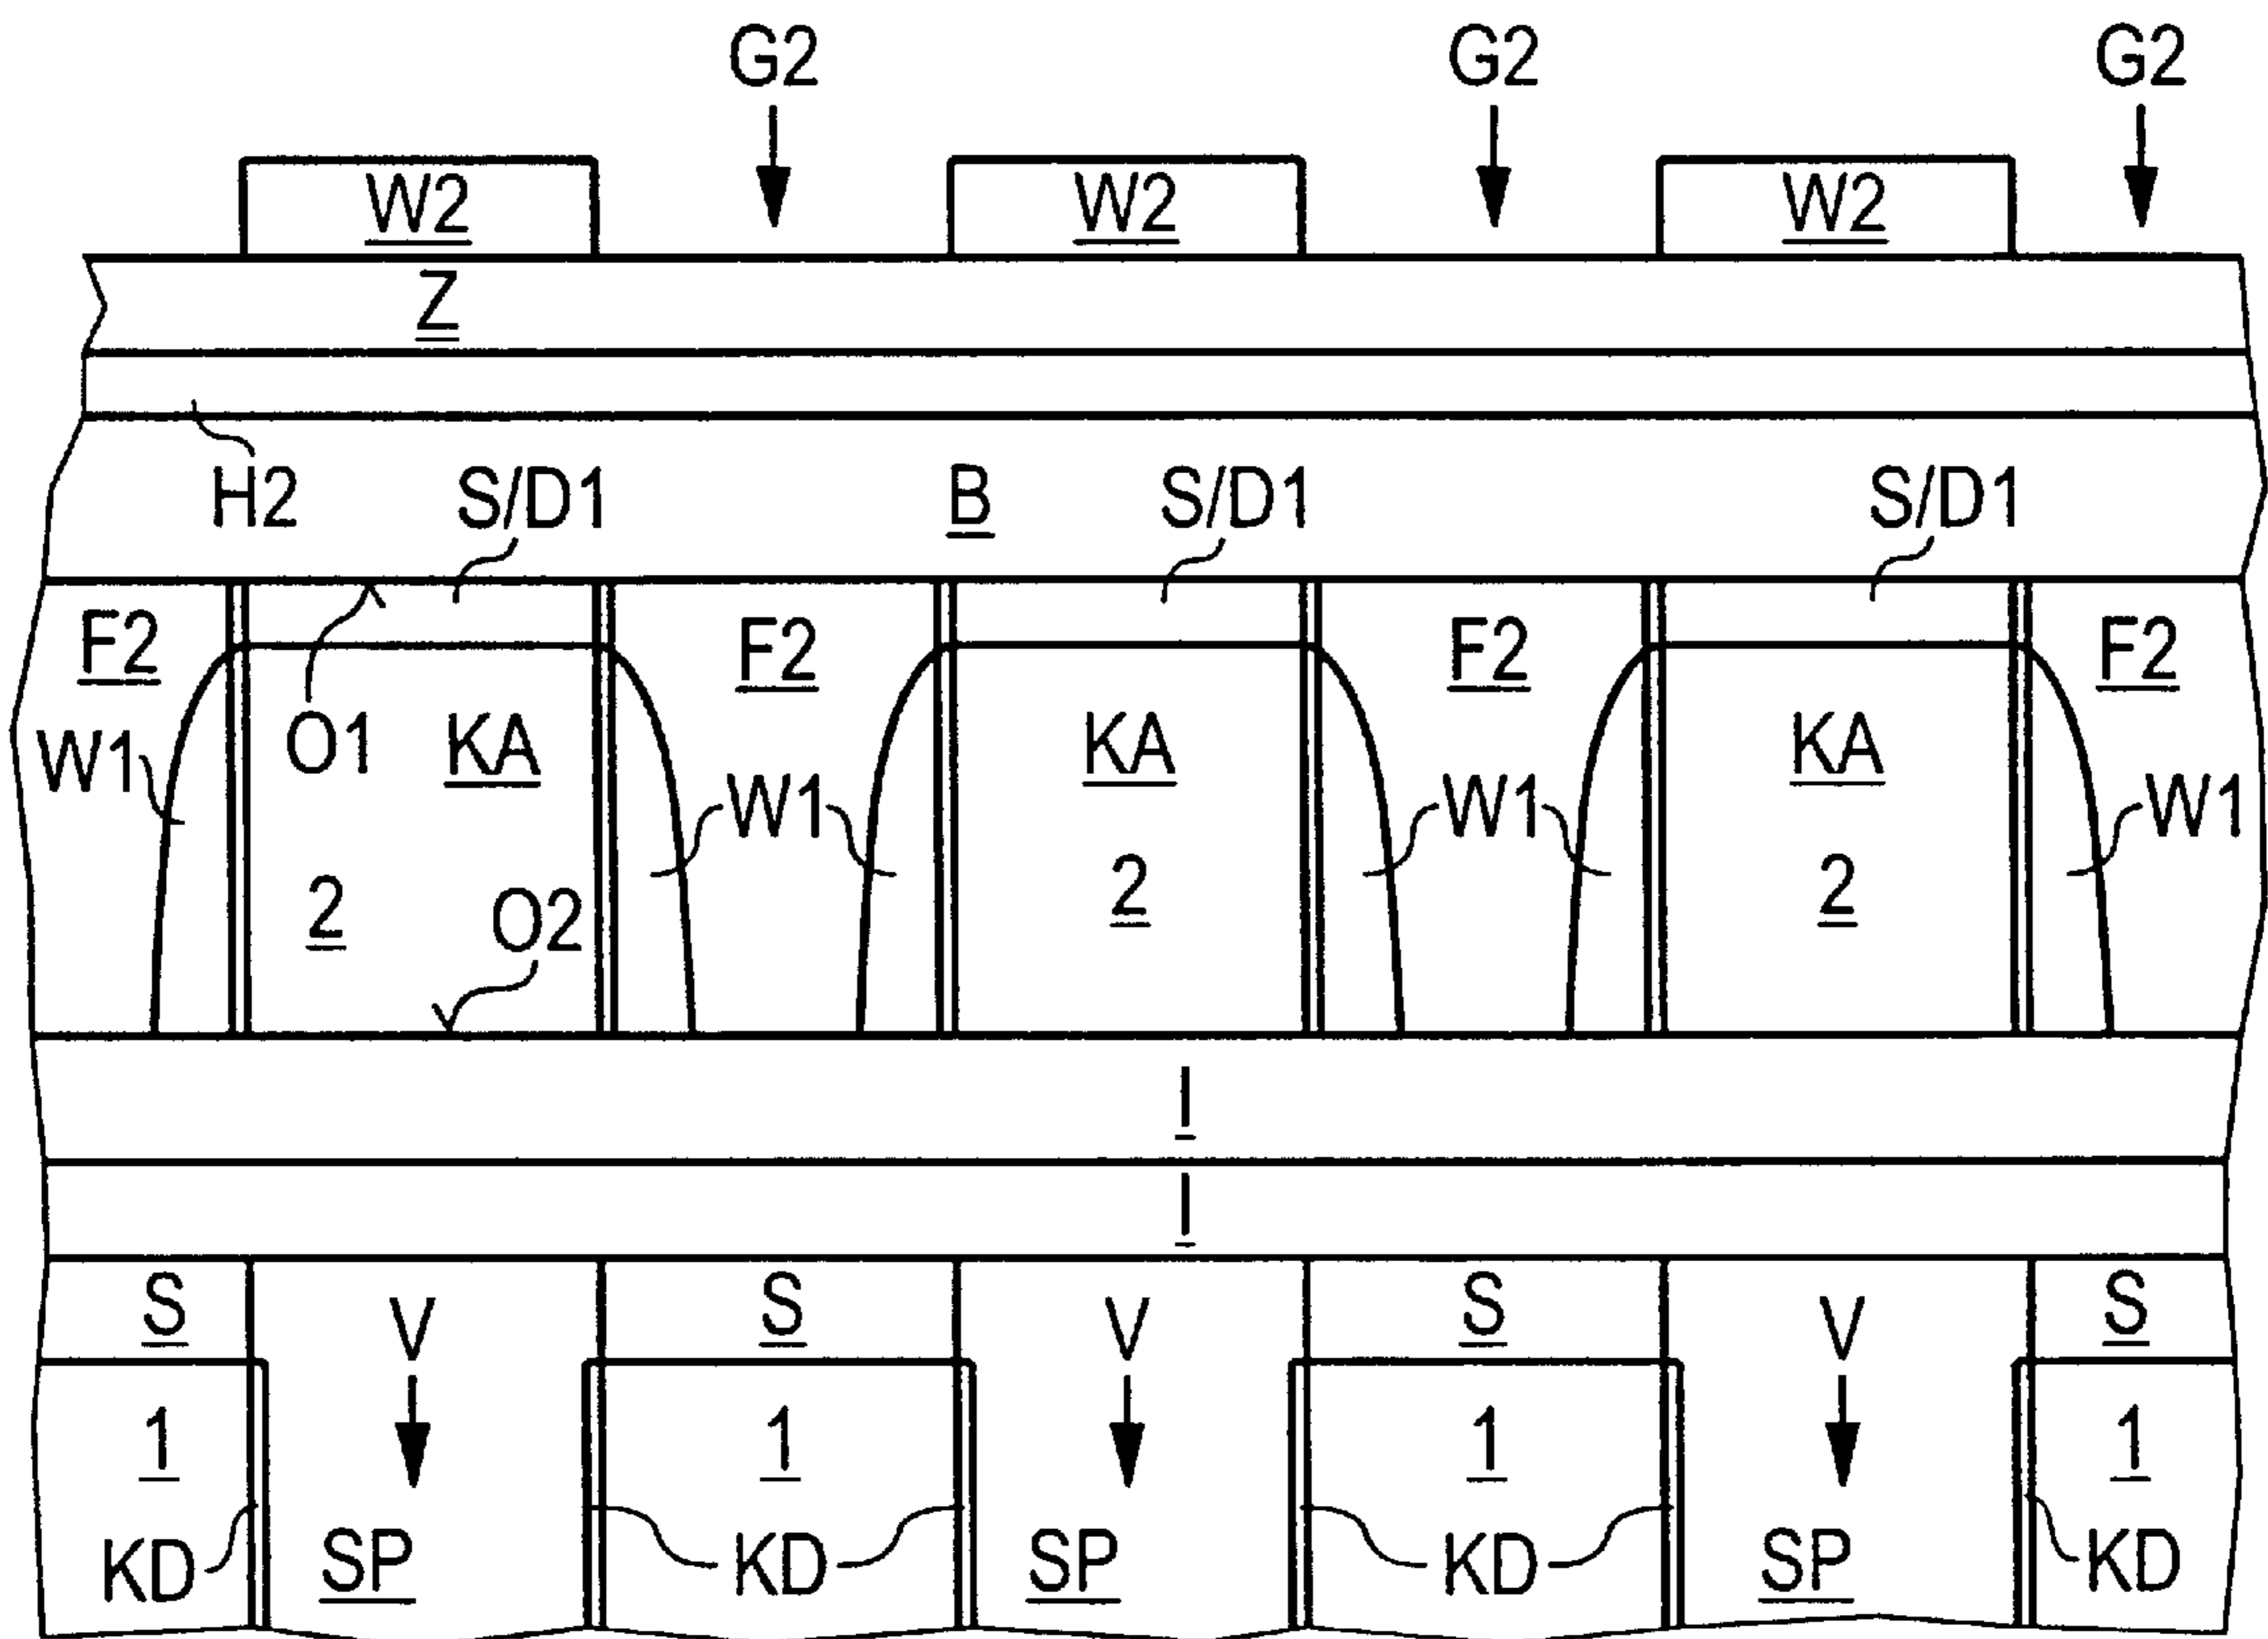 G2 G2 G2
W2 W2 W2
Z
H2 S/D1 B S/D1 S/D1
F2 F2 F2 F2
W1 O1 KA KA KA
W1 W1 W1
2 O2 2 2
I
I
S S S S
V V V
1 1 1 1
KD SP KD SP KD SP KD